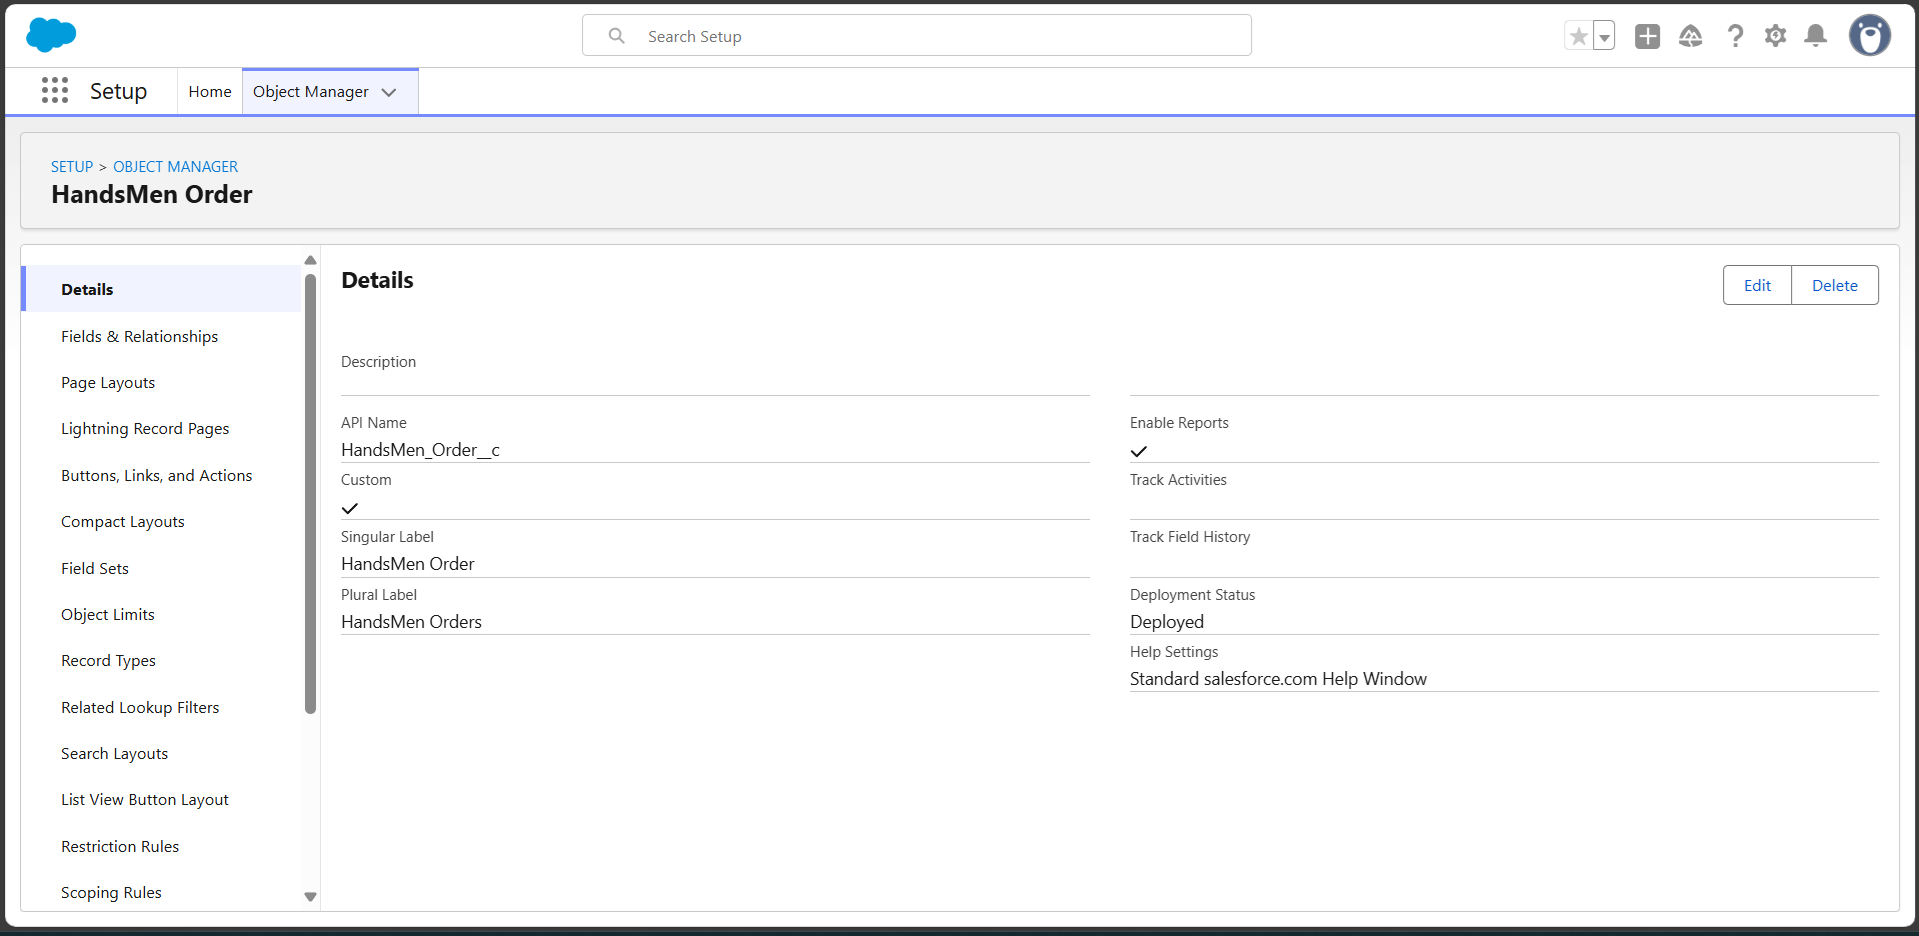 Search Setup
Setup
Home
Object Manager
SETUP > OBJECT MANAGER
HandsMen Order
Details
Fields & Relationships
Page Layouts
Lightning Record Pages
Buttons, Links, and Actions
Compact Layouts
Field Sets
Object Limits
Record Types
Related Lookup Filters
Search Layouts
List View Button Layout
Restriction Rules
Scoping Rules
Details
Edit
Delete
Description
API Name
HandsMen_Order__c
Custom
Singular Label
HandsMen Order
Plural Label
HandsMen Orders
Enable Reports
Track Activities
Track Field History
Deployment Status
Deployed
Help Settings
Standard salesforce.com Help Window